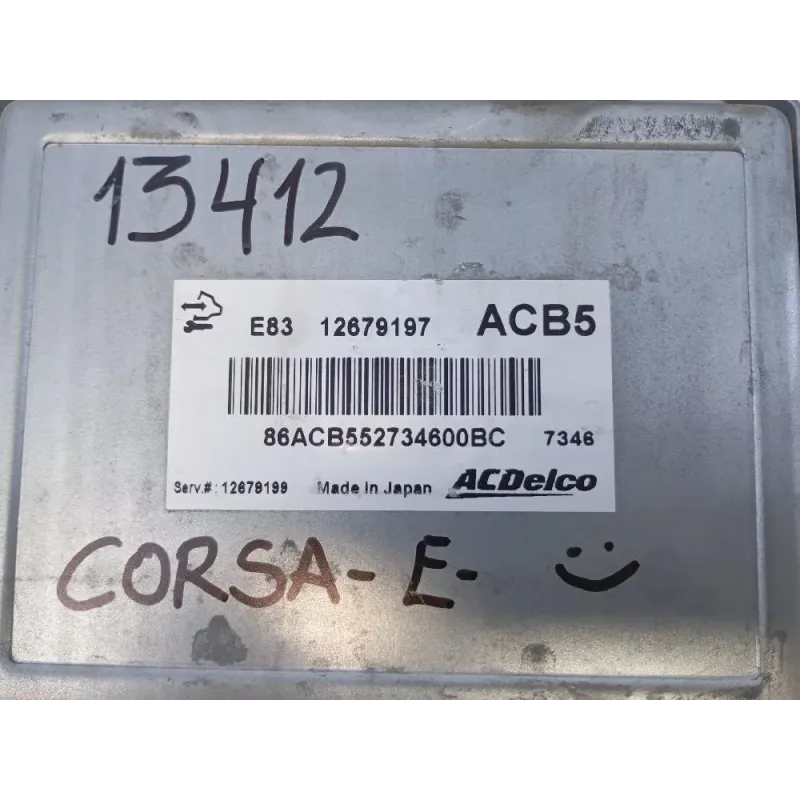 13412
E83 12679197 ACB5
86ACB552734600BC 7346
Serv.#: 12679199 Made in Japan ACDelco
CORSA-E-